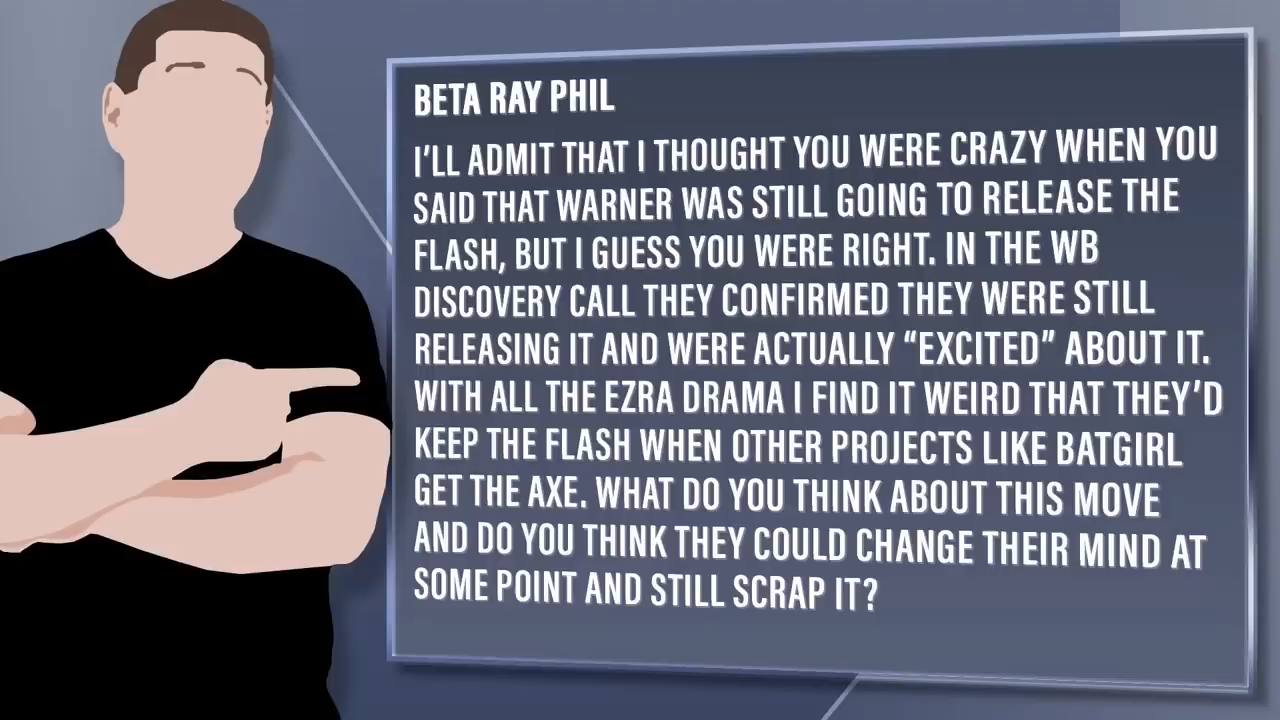 BETA RAY PHIL
I'LL ADMIT THAT I THOUGHT YOU WERE CRAZY WHEN YOU
SAID THAT WARNER WAS STILL GOING TO RELEASE THE
FLASH, BUT I GUESS YOU WERE RIGHT. IN THE WB
DISCOVERY CALL THEY CONFIRMED THEY WERE STILL
RELEASING IT AND WERE ACTUALLY “EXCITED” ABOUT IT.
WITH ALL THE EZRA DRAMA I FIND IT WEIRD THAT THEY'D
KEEP THE FLASH WHEN OTHER PROJECTS LIKE BATGIRL
GET THE AXE. WHAT DO YOU THINK ABOUT THIS MOVE
AND DO YOU THINK THEY COULD CHANGE THEIR MIND AT
SOME POINT AND STILL SCRAP IT?